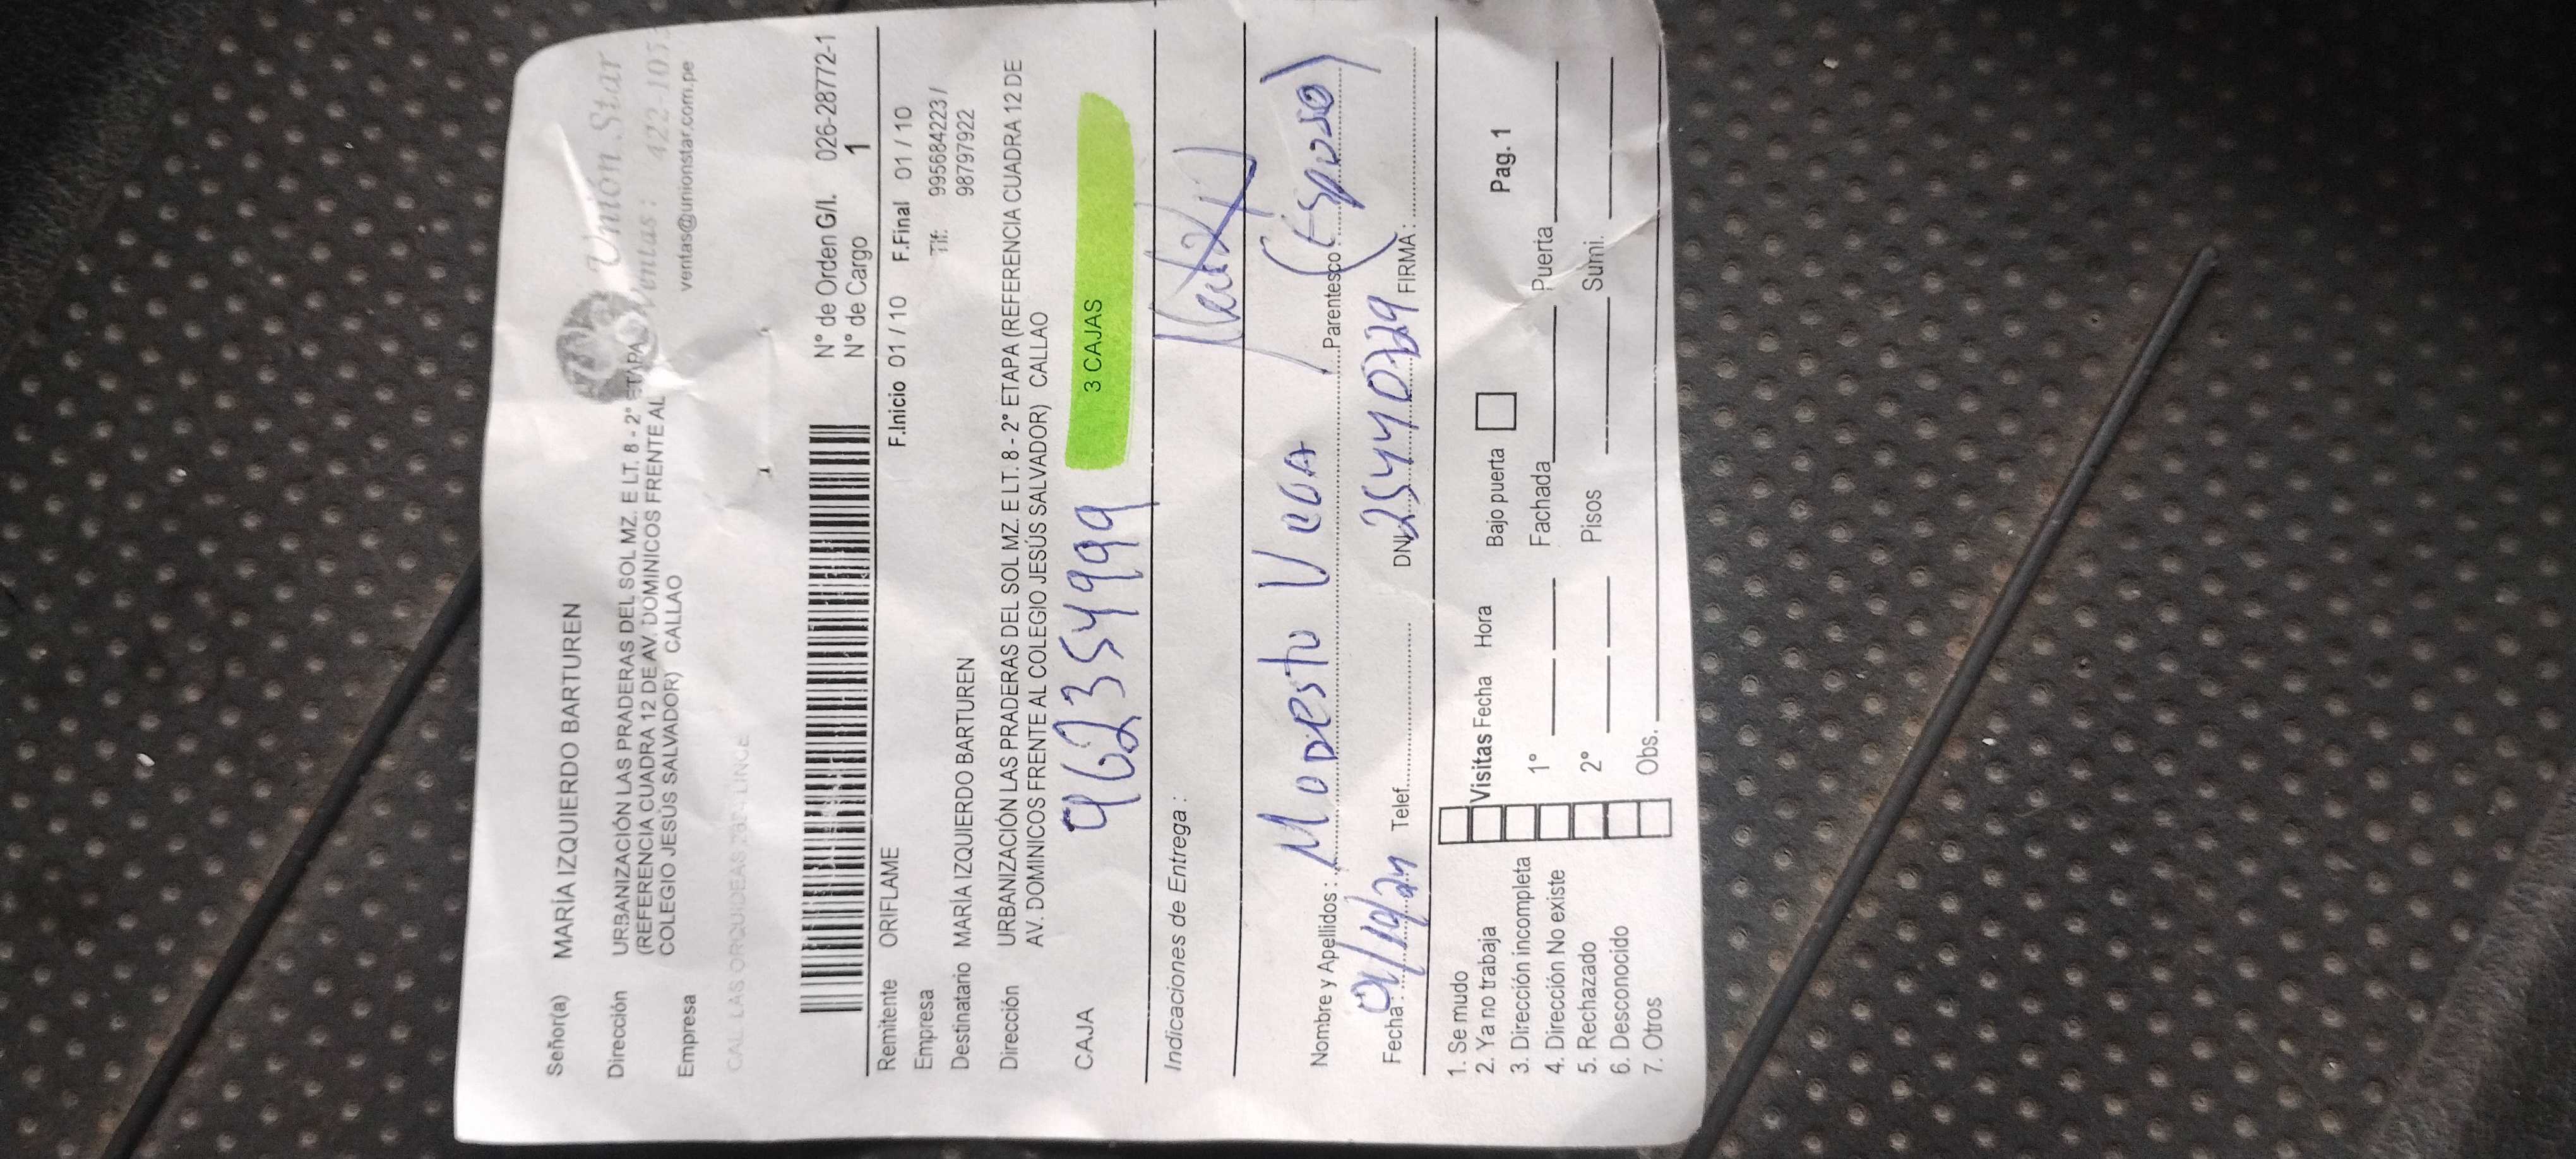 Unión Star
Ventas : 422-105
ventas@unionstar.com.pe
Señor(a) MARÍA IZQUIERDO BARTUREN
Dirección URBANIZACIÓN LAS PRADERAS DEL SOL MZ. E LT. 8 - 2° ETAPA
(REFERENCIA CUADRA 12 DE AV. DOMINICOS FRENTE AL
COLEGIO JESÚS SALVADOR) CALLAO
Empresa
CAL. LAS ORQUIDEAS LINCE
N° de Orden G/I. 026-28772-1
N° de Cargo 1
Remitente ORIFLAME F.Inicio 01 / 10 F.Final 01 / 10
Empresa Tlf: 995684223 /
987797922
Destinatario MARÍA IZQUIERDO BARTUREN
Dirección URBANIZACIÓN LAS PRADERAS DEL SOL MZ. E LT. 8 - 2° ETAPA (REFERENCIA CUADRA 12 DE
AV. DOMINICOS FRENTE AL COLEGIO JESÚS SALVADOR) CALLAO
CAJA 3 CAJAS
962354999
Indicaciones de Entrega :
Nombre y Apellidos : Modesto Vega Parentesco (Esposo)
Fecha : 01/10/24 Telef. DNI 25440729 FIRMA :
1. Se mudo
2. Ya no trabaja Visitas Fecha Hora Bajo puerta Pag. 1
3. Dirección incompleta 1° Fachada Puerta
4. Dirección No existe
5. Rechazado 2° Pisos Sumi.
6. Desconocido
7. Otros Obs.